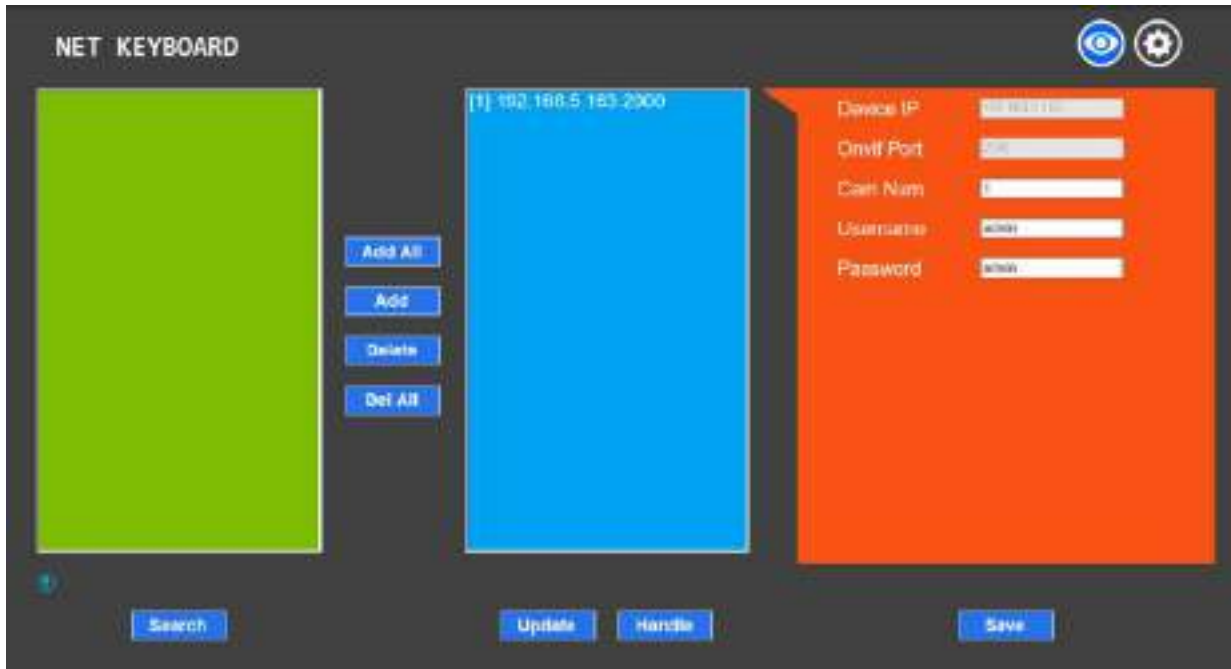 NET KEYBOARD
[1] 192.168.5.163:2000
Device IP
Onvif Port
Cam Num
1
Username
admin
Password
admin
Add All
Add
Delete
Del All
Search
Update
Handle
Save